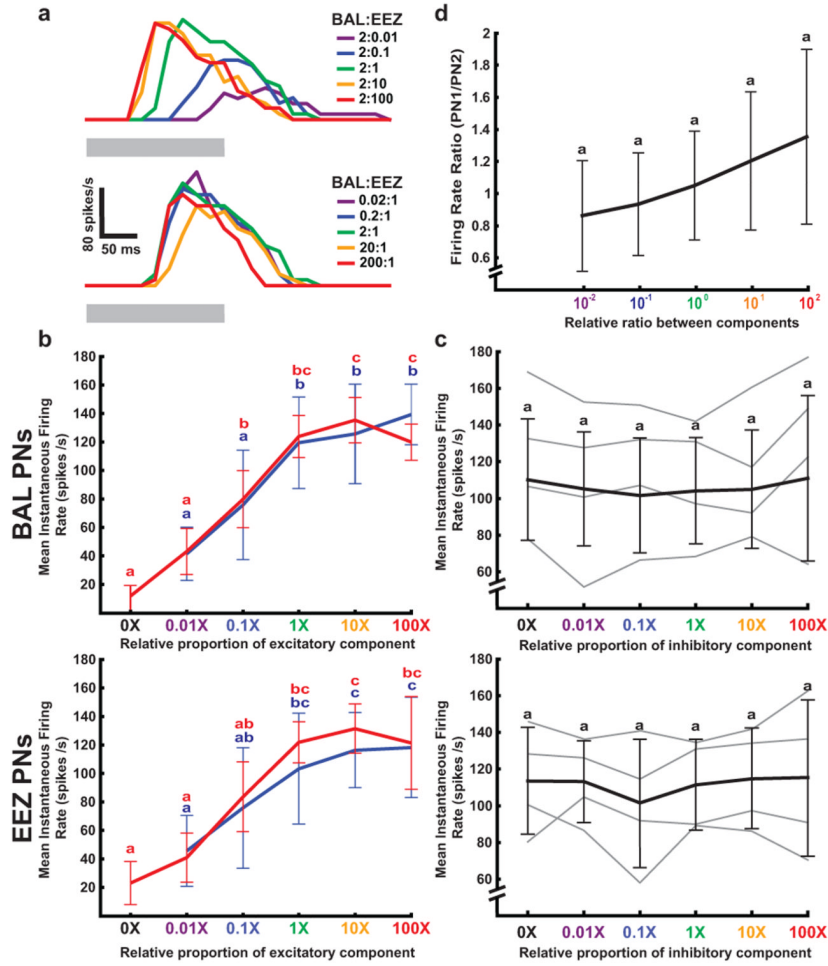 a
BAL:EEZ
2:0.01
2:0.1
2:1
2:10
2:100
BAL:EEZ
0.02:1
0.2:1
2:1
20:1
200:1
80 spikes/s
50 ms
d
Firing Rate Ratio (PN1/PN2)
2
1.8
1.6
1.4
1.2
1
0.8
0.6
a a a a a
10-2 10-1 100 101 102
Relative ratio between components
b
BAL PNs
Mean Instantaneous Firing
Rate (spikes /s)
180
160
140
120
100
80
60
40
20
a
a
a
b
a
bc
b
c
b
c
b
0X 0.01X 0.1X 1X 10X 100X
Relative proportion of excitatory component
c
Mean Instantaneous Firing
Rate (spikes /s)
180
160
140
120
100
80
60
a a a a a a
0X 0.01X 0.1X 1X 10X 100X
Relative proportion of inhibitory component
EEZ PNs
Mean Instantaneous Firing
Rate (spikes /s)
180
160
140
120
100
80
60
40
20
a
a
a
ab
ab
bc
bc
c
c
bc
c
0X 0.01X 0.1X 1X 10X 100X
Relative proportion of excitatory component
Mean Instantaneous Firing
Rate (spikes /s)
180
160
140
120
100
80
60
a a a a a a
0X 0.01X 0.1X 1X 10X 100X
Relative proportion of inhibitory component